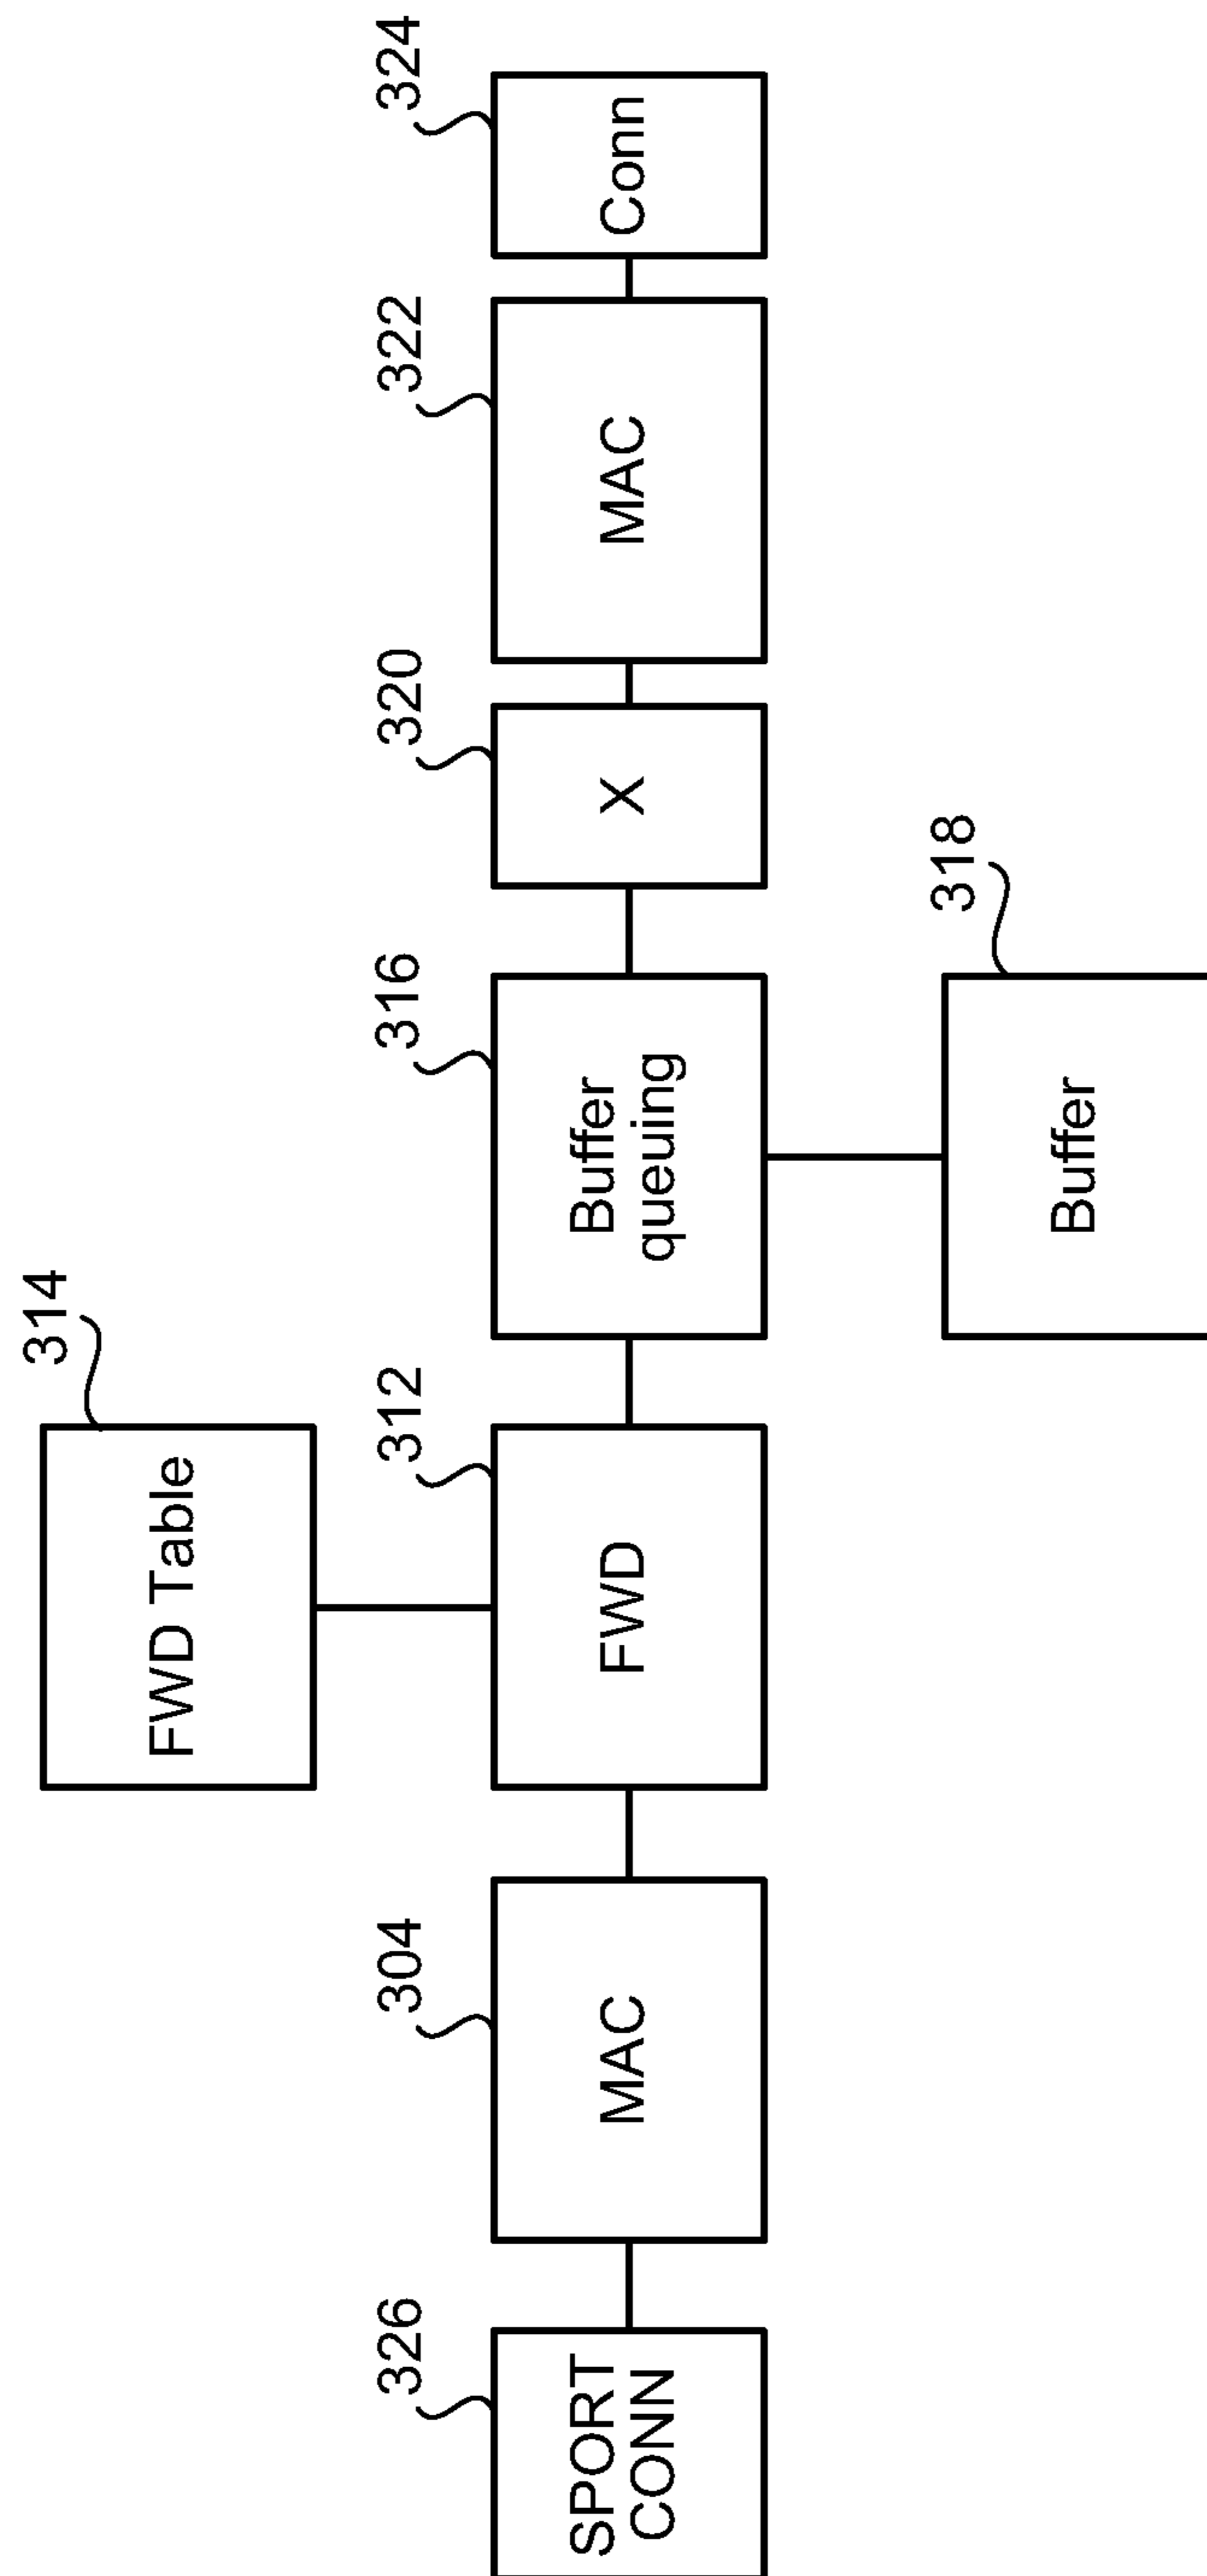 314
FWD Table
326
SPORT
CONN
304
MAC
312
FWD
316
Buffer
queuing
320
X
322
MAC
324
Conn
318
Buffer